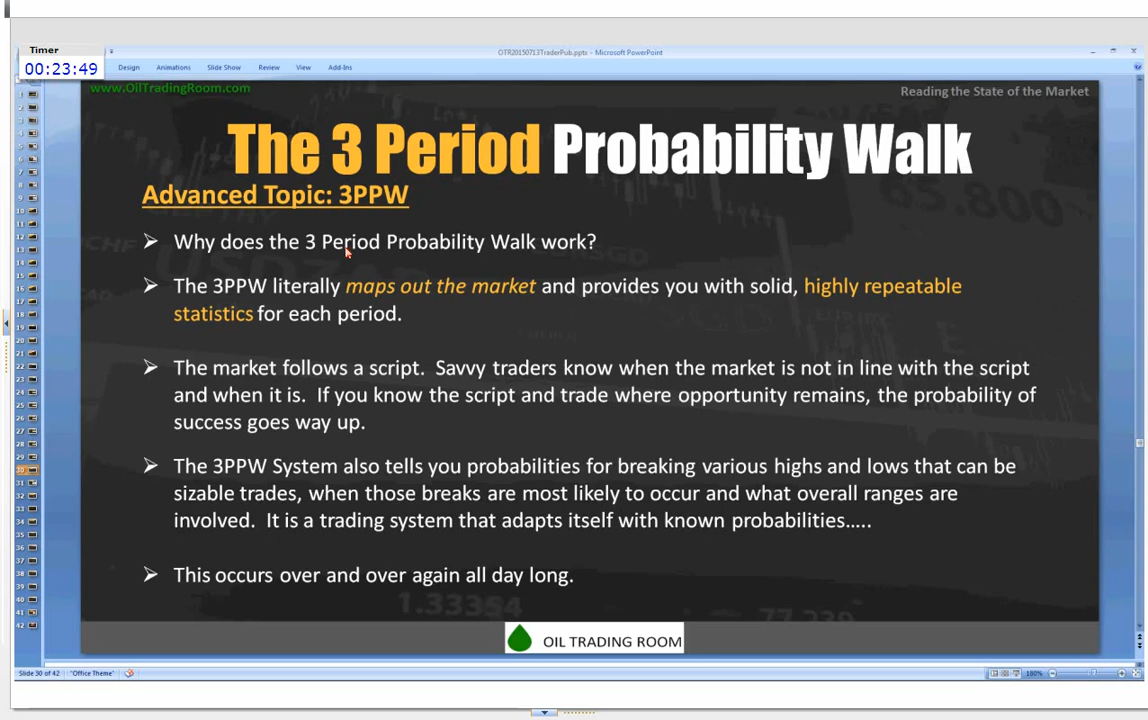 Timer
00:23:49
OTR20150713TraderPub.pptx - Microsoft PowerPoint
Design Animations Slide Show Review View Add-Ins
www.OilTradingRoom.com
Reading the State of the Market
The 3 Period Probability Walk
Advanced Topic: 3PPW
Why does the 3 Period Probability Walk work?
The 3PPW literally maps out the market and provides you with solid, highly repeatable
statistics for each period.
The market follows a script. Savvy traders know when the market is not in line with the script
and when it is. If you know the script and trade where opportunity remains, the probability of
success goes way up.
The 3PPW System also tells you probabilities for breaking various highs and lows that can be
sizable trades, when those breaks are most likely to occur and what overall ranges are
involved. It is a trading system that adapts itself with known probabilities…..
This occurs over and over again all day long.
1.33354
77.239
OIL TRADING ROOM
Slide 30 of 42 "Office Theme" 180%